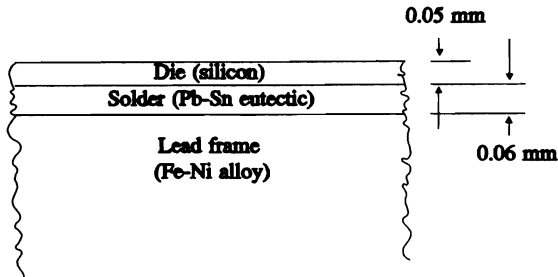 0.05 mm
Die (silicon)
Solder (Pb-Sn eutectic)
Lead frame
(Fe-Ni alloy)
0.06 mm